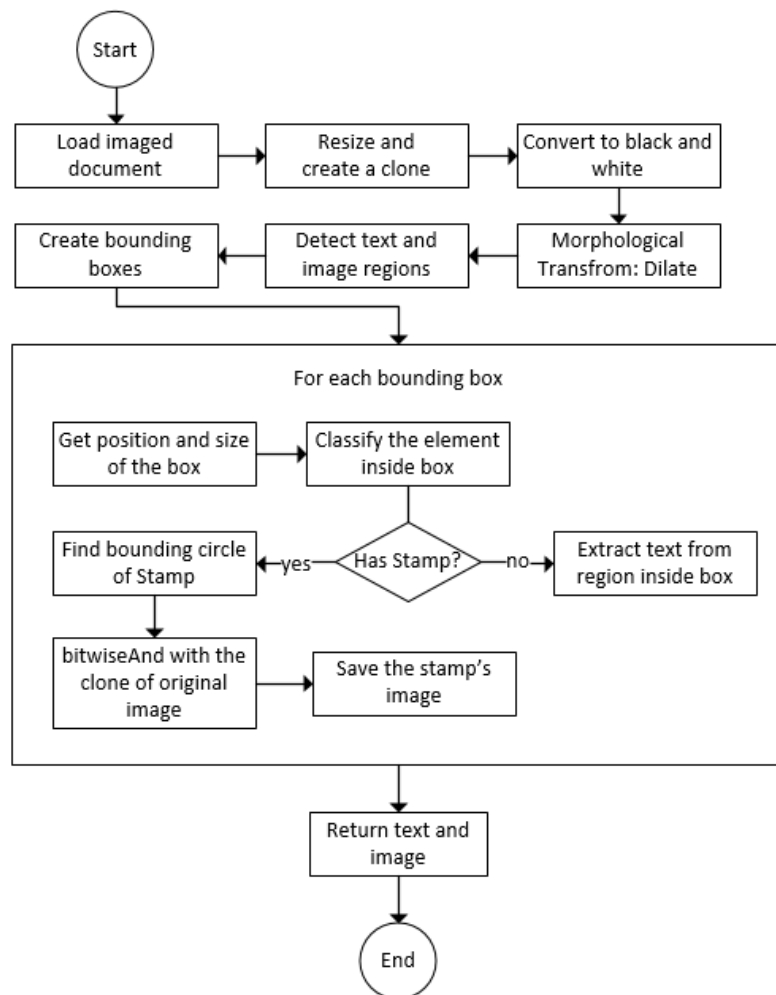 Start
Load imaged
document
Resize and
create a clone
Convert to black and
white
Morphological
Transfrom: Dilate
Detect text and
image regions
Create bounding
boxes
For each bounding box
Get position and size
of the box
Classify the element
inside box
Has Stamp?
yes
no
Find bounding circle
of Stamp
Extract text from
region inside box
bitwiseAnd with the
clone of original
image
Save the stamp's
image
Return text and
image
End